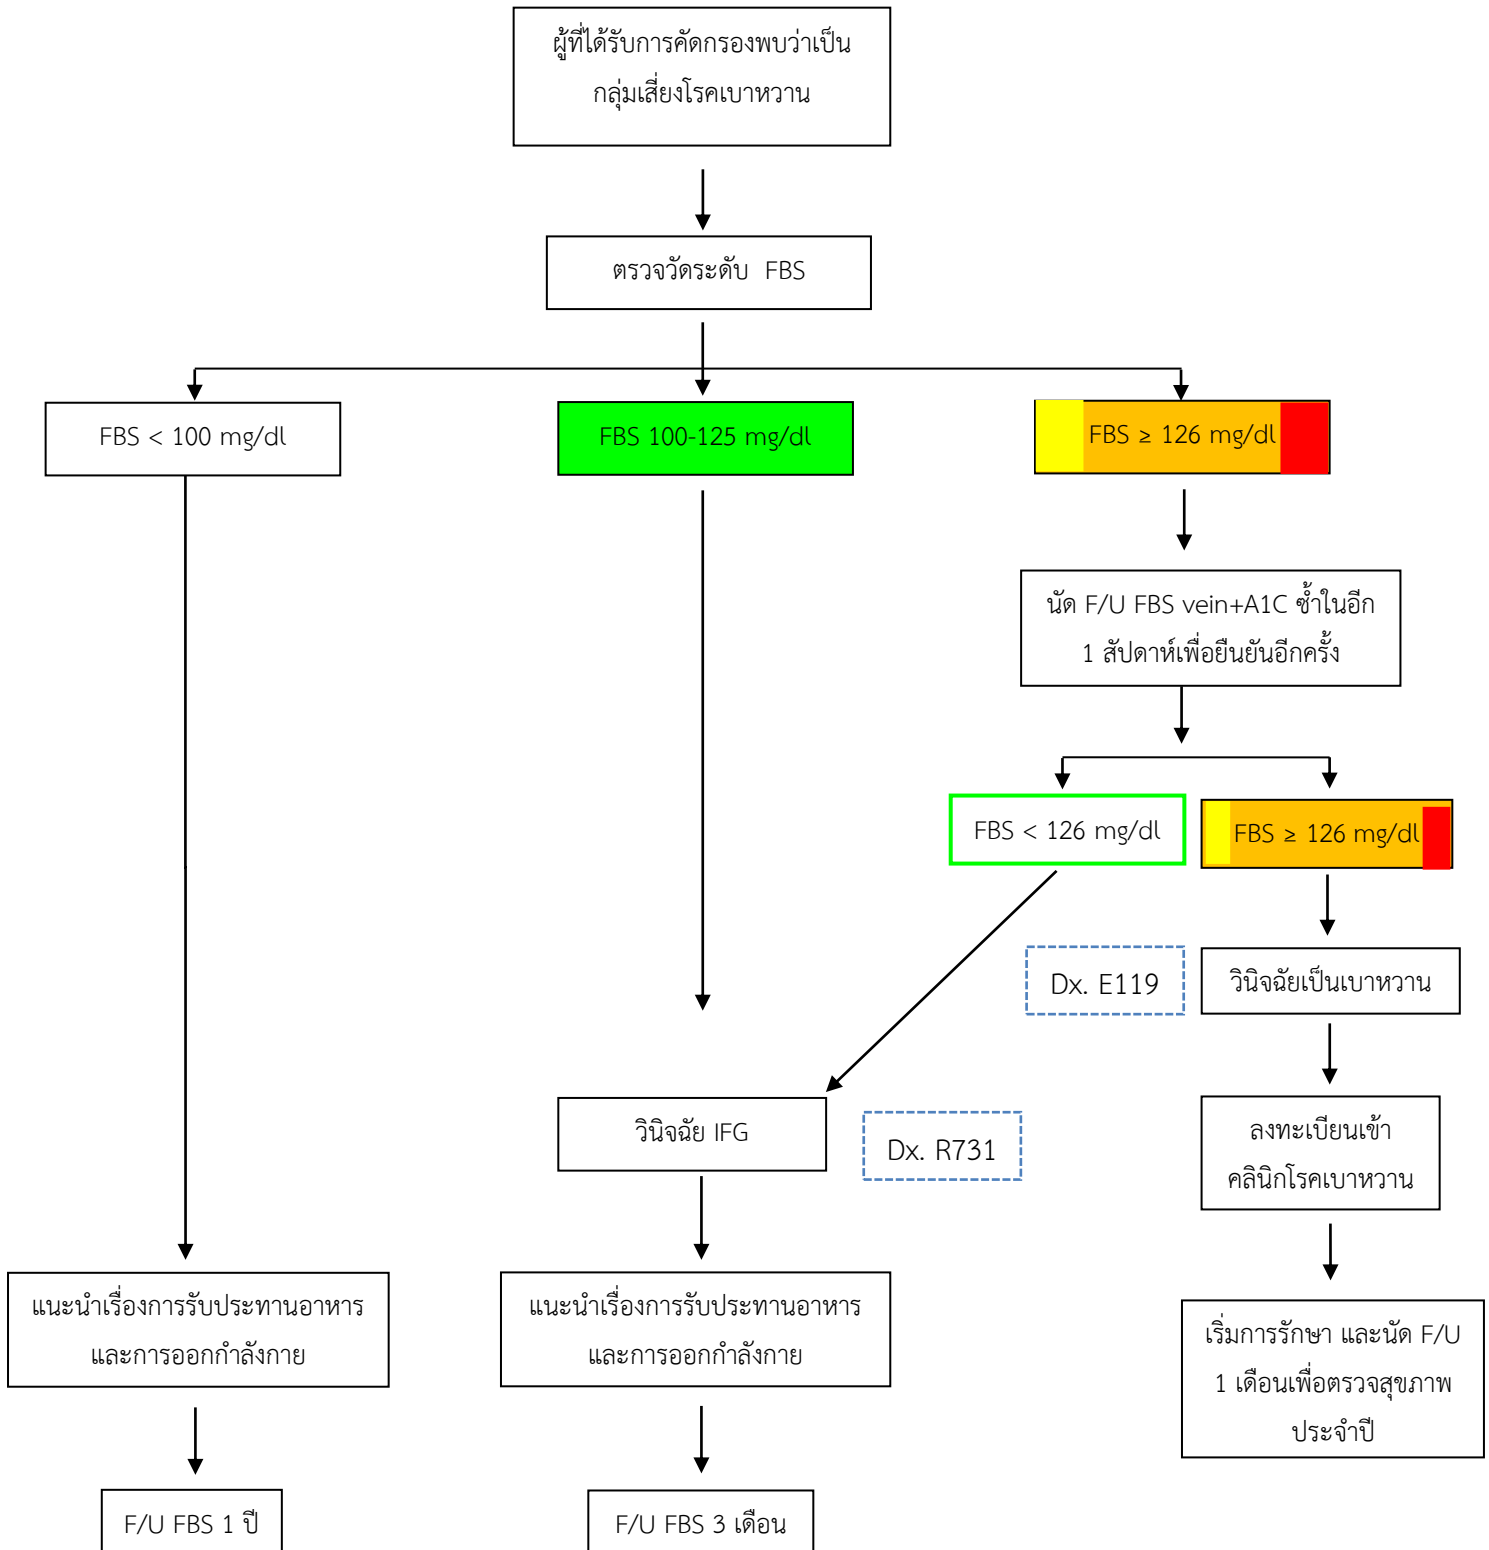 ผู้ที่ได้รับการคัดกรองพบว่าเป็น
กลุ่มเสี่ยงโรคเบาหวาน
ตรวจวัดระดับ FBS
FBS < 100 mg/dl
FBS 100-125 mg/dl
FBS ≥ 126 mg/dl
นัด F/U FBS vein+A1C ซ้ำในอีก
1 สัปดาห์เพื่อยืนยันอีกครั้ง
FBS < 126 mg/dl
FBS ≥ 126 mg/dl
Dx. E119
วินิจฉัยเป็นเบาหวาน
วินิจฉัย IFG
Dx. R731
ลงทะเบียนเข้า
คลินิกโรคเบาหวาน
แนะนำเรื่องการรับประทานอาหาร
และการออกกำลังกาย
แนะนำเรื่องการรับประทานอาหาร
และการออกกำลังกาย
เริ่มการรักษา และนัด F/U
1 เดือนเพื่อตรวจสุขภาพ
ประจำปี
F/U FBS 1 ปี
F/U FBS 3 เดือน